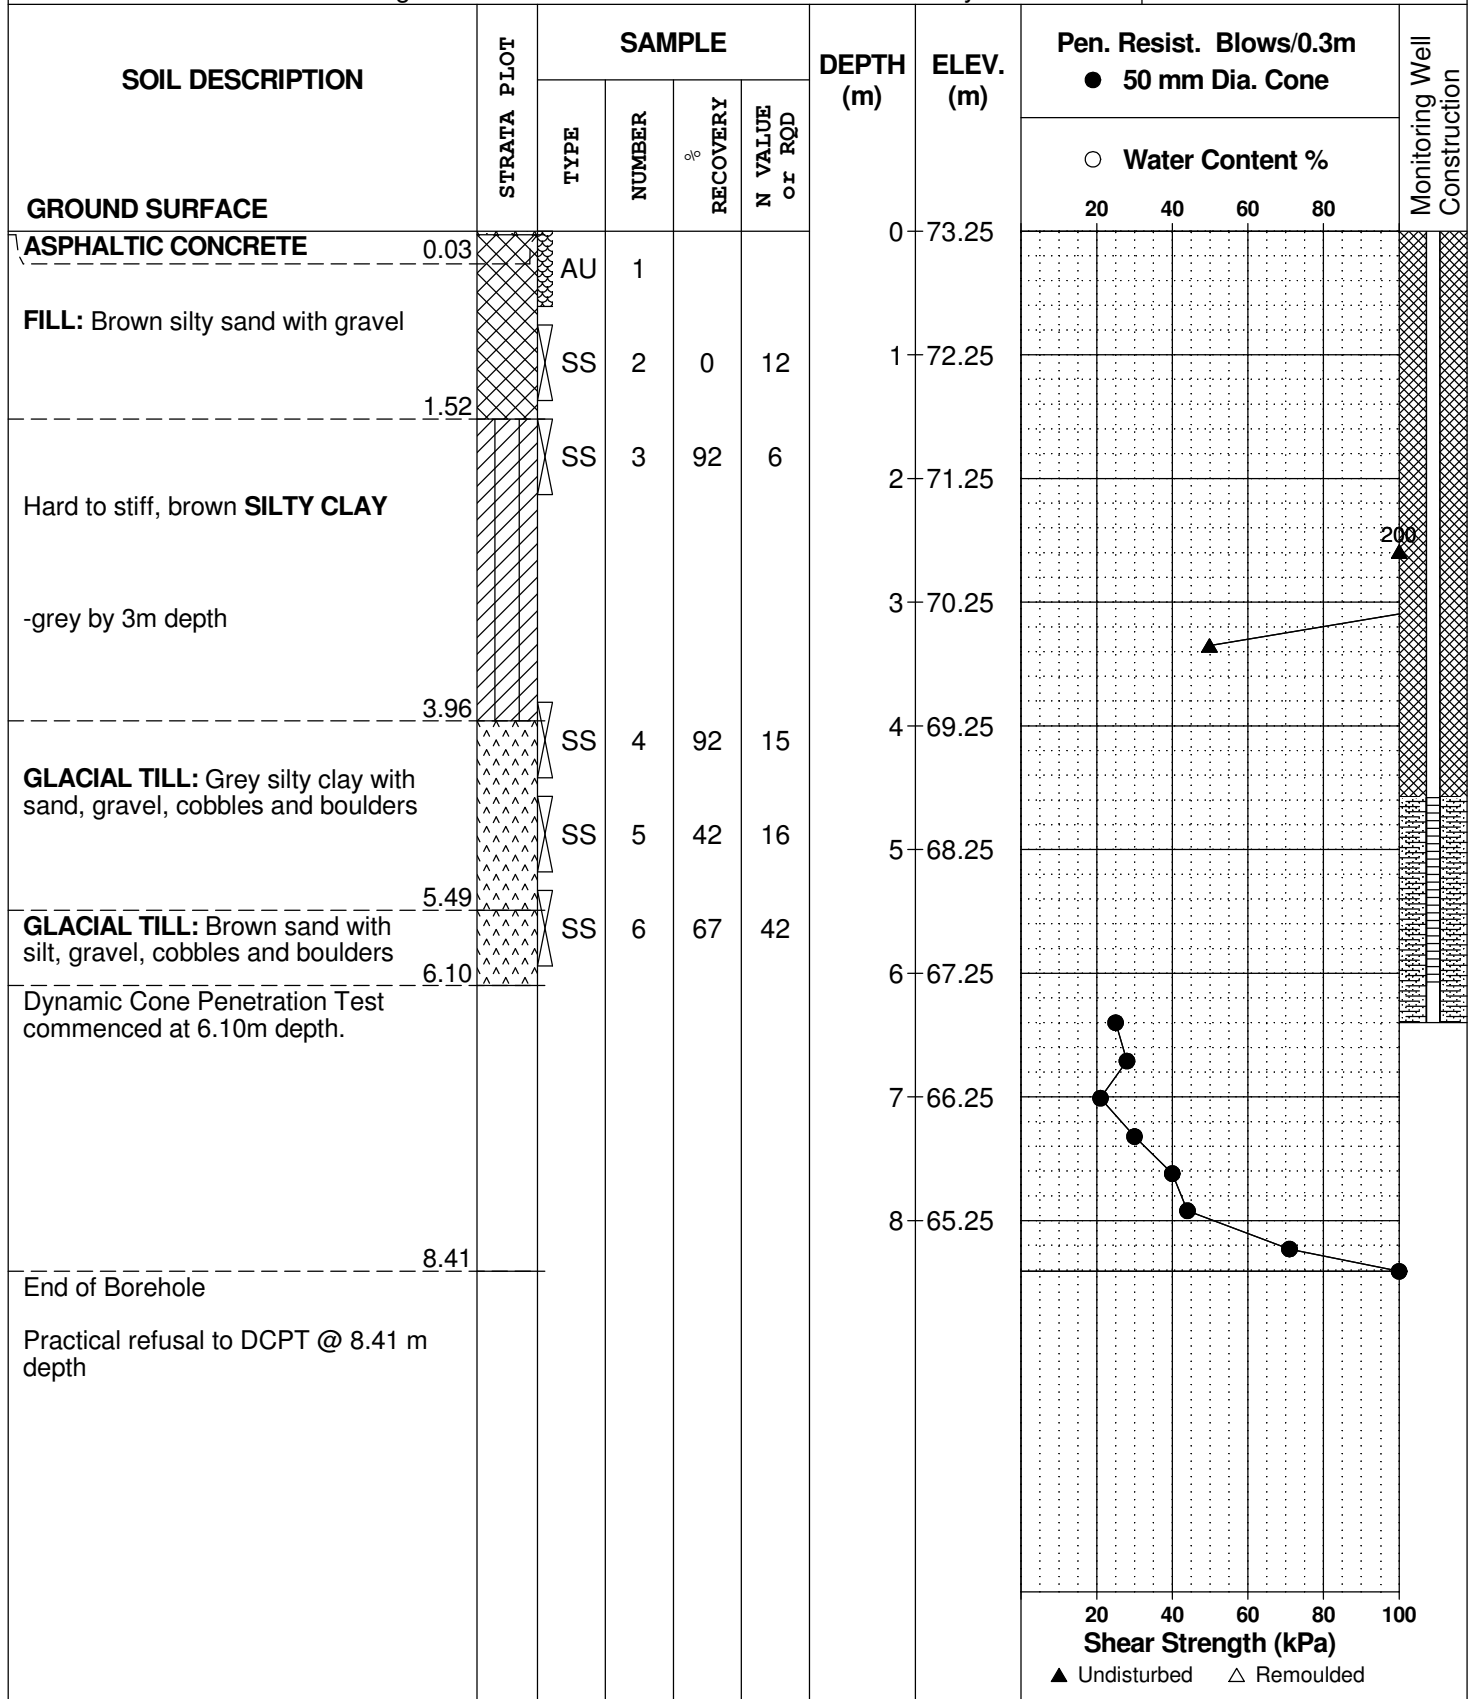 SOIL DESCRIPTION
GROUND SURFACE
STRATA PLOT
SAMPLE
TYPE
NUMBER
%
RECOVERY
N VALUE
or RQD
DEPTH
(m)
ELEV.
(m)
Pen. Resist. Blows/0.3m
● 50 mm Dia. Cone
○ Water Content %
20 40 60 80
Monitoring Well
Construction
0 73.25
ASPHALTIC CONCRETE 0.03
AU 1
FILL: Brown silty sand with gravel
SS 2 0 12
1 72.25
1.52
SS 3 92 6
2 71.25
Hard to stiff, brown SILTY CLAY
200
3 70.25
-grey by 3m depth
3.96
4 69.25
SS 4 92 15
GLACIAL TILL: Grey silty clay with
sand, gravel, cobbles and boulders
SS 5 42 16
5 68.25
5.49
GLACIAL TILL: Brown sand with
silt, gravel, cobbles and boulders
SS 6 67 42
6.10
6 67.25
Dynamic Cone Penetration Test
commenced at 6.10m depth.
7 66.25
8 65.25
8.41
End of Borehole
Practical refusal to DCPT @ 8.41 m
depth
20 40 60 80 100
Shear Strength (kPa)
▲ Undisturbed △ Remoulded